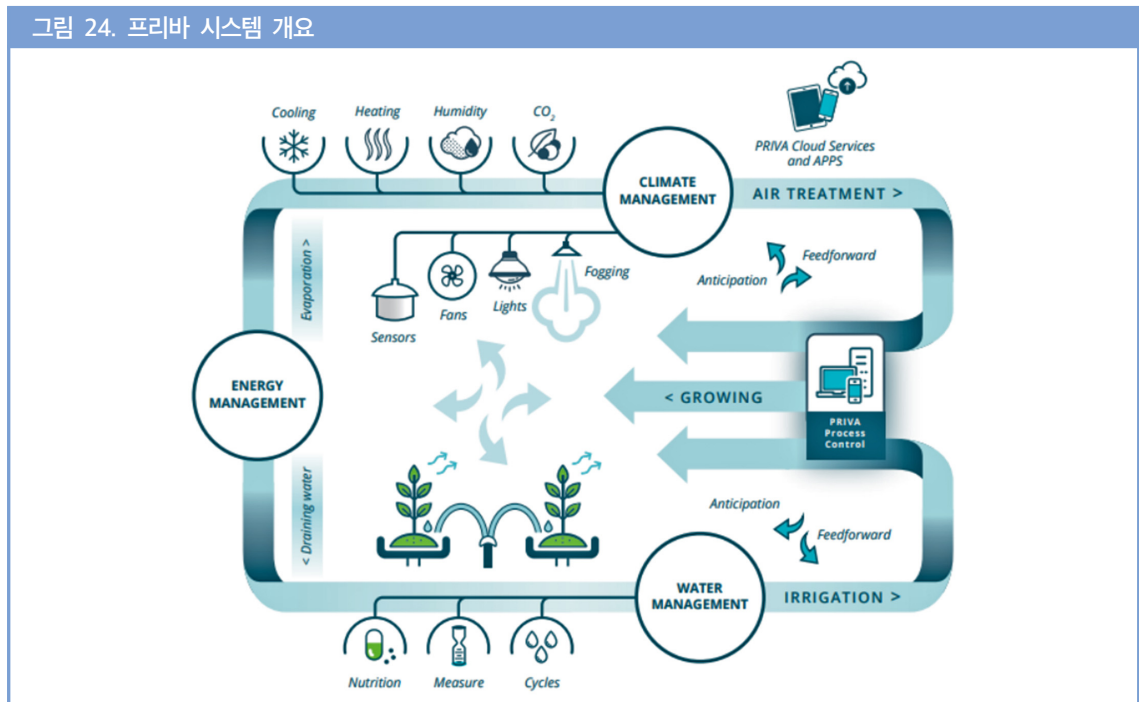 그림 24. 프리바 시스템 개요
Cooling
Heating
Humidity
CO₂
PRIVA Cloud Services
and APPS
CLIMATE
MANAGEMENT
AIR TREATMENT >
Evaporation >
Sensors
Fans
Lights
Fogging
Anticipation
Feedforward
ENERGY
MANAGEMENT
< GROWING
PRIVA
Process
Control
< Draining water
Anticipation
Feedforward
WATER
MANAGEMENT
IRRIGATION >
Nutrition
Measure
Cycles